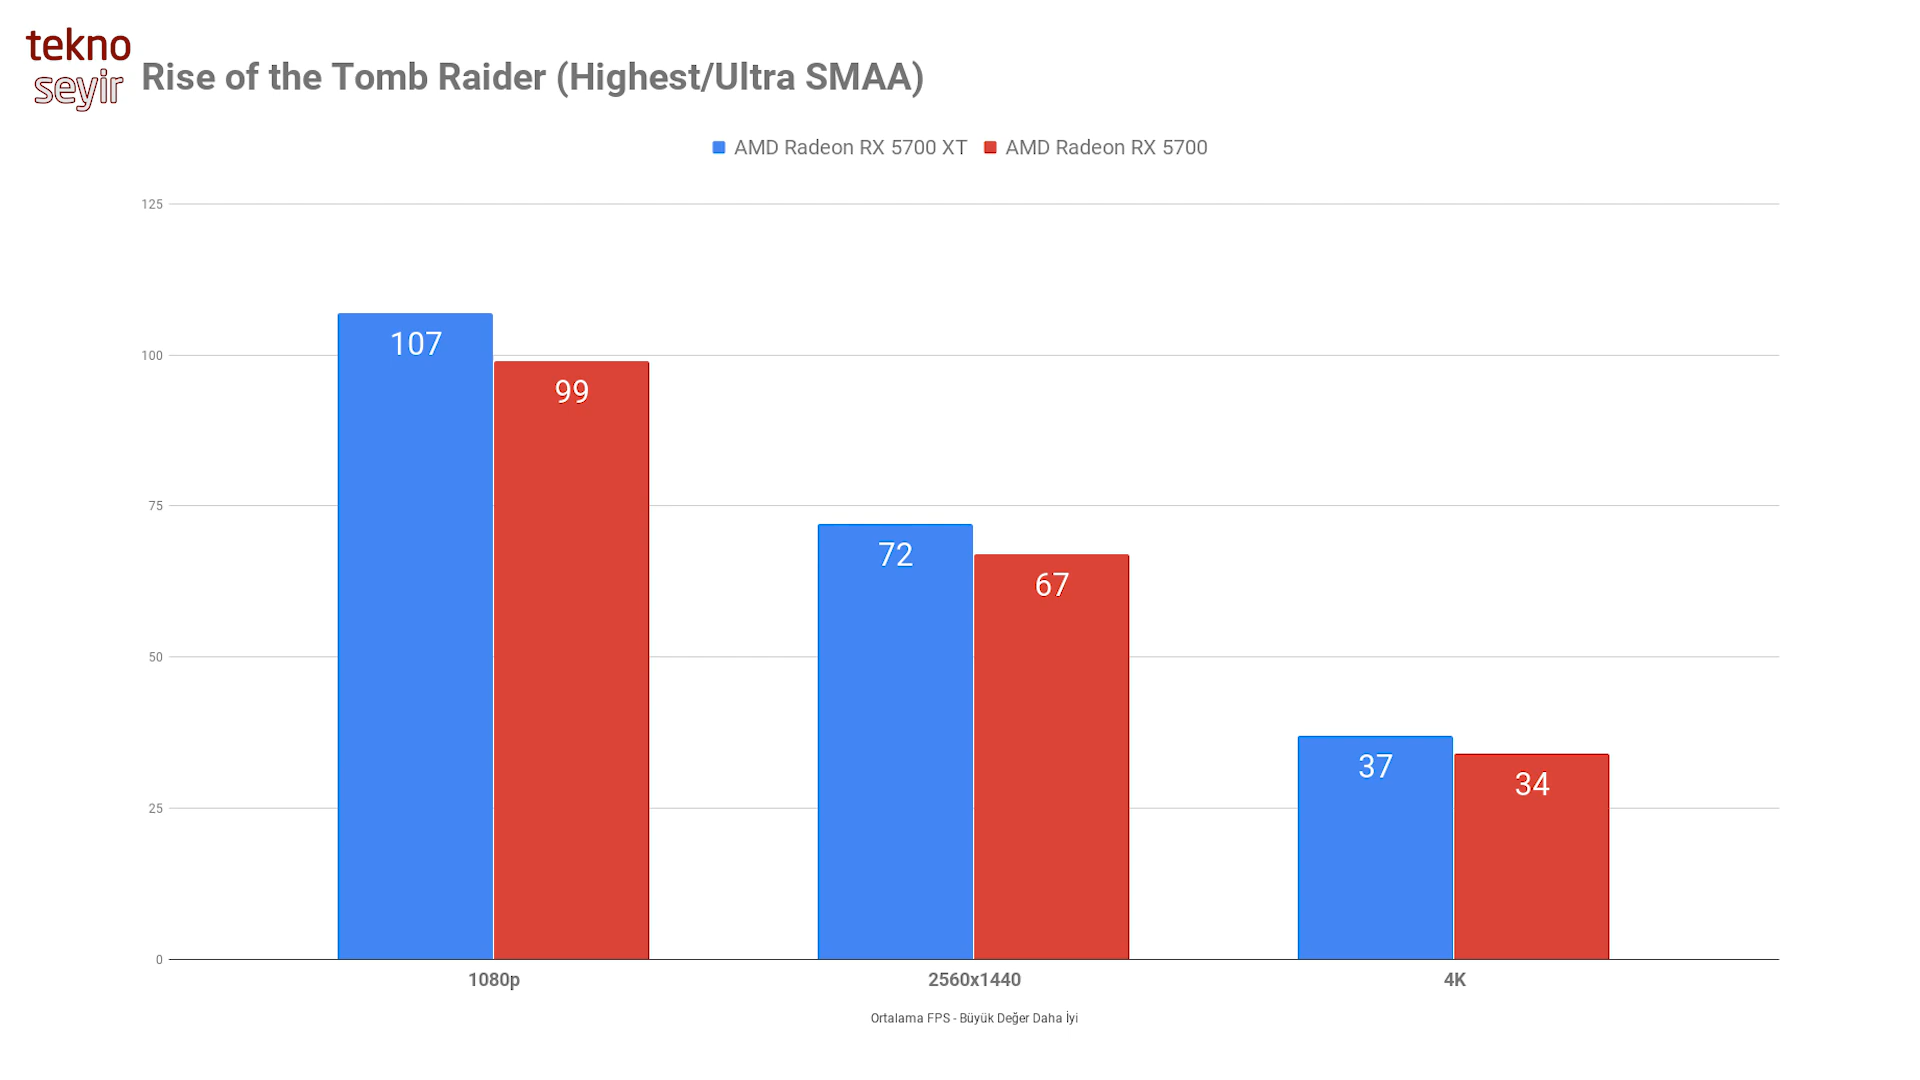 tekno
seyir
Rise of the Tomb Raider (Highest/Ultra SMAA)
AMD Radeon RX 5700 XT AMD Radeon RX 5700
125
100
75
50
25
0
107
99
72
67
37
34
1080p 2560x1440 4K
Ortalama FPS - Büyük Değer Daha İyi